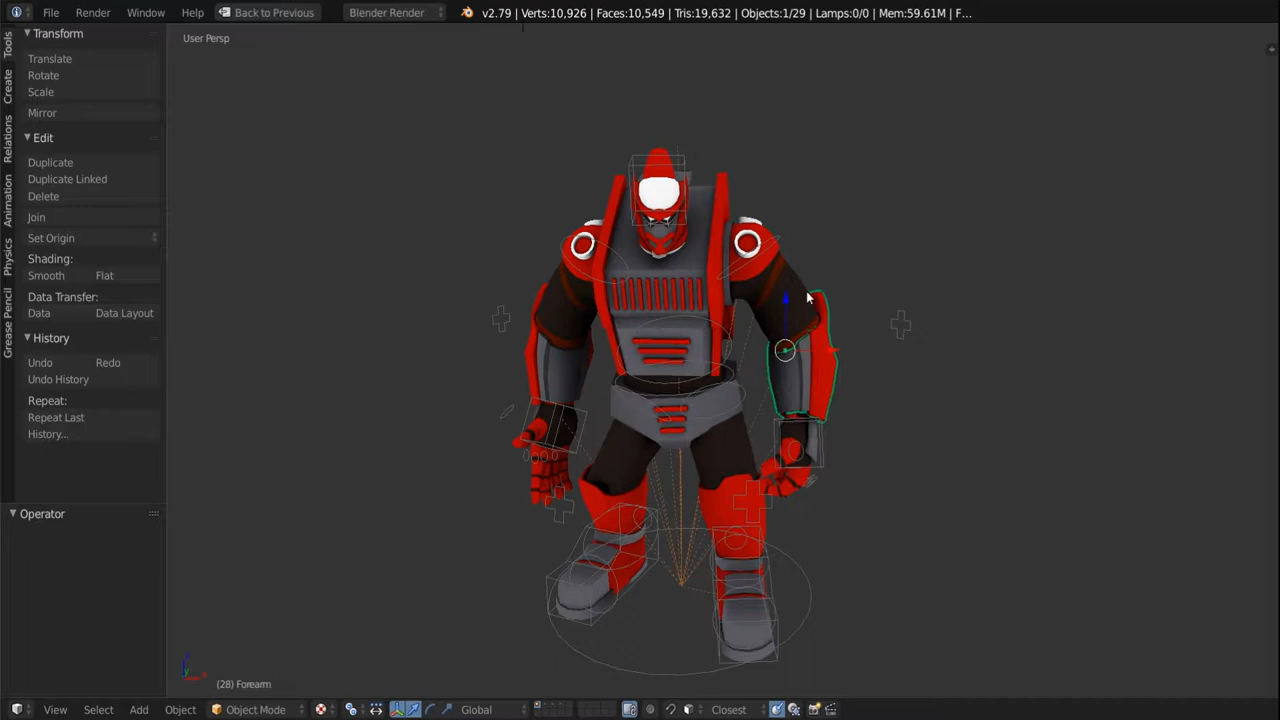 File Render Window Help Back to Previous Blender Render v2.79 | Verts:10,926 | Faces:10,549 | Tris:19,632 | Objects:1/29 | Lamps:0/0 | Mem:59.61M | F...
Tools
Create
Relations
Animation
Physics
Grease Pencil
Transform
Translate
Rotate
Scale
Mirror
Edit
Duplicate
Duplicate Linked
Delete
Join
Set Origin
Shading:
Smooth Flat
Data Transfer:
Data Data Layout
History
Undo Redo
Undo History
Repeat:
Repeat Last
History...
Operator
User Persp
(28) Forearm
View Select Add Object Object Mode Global Closest